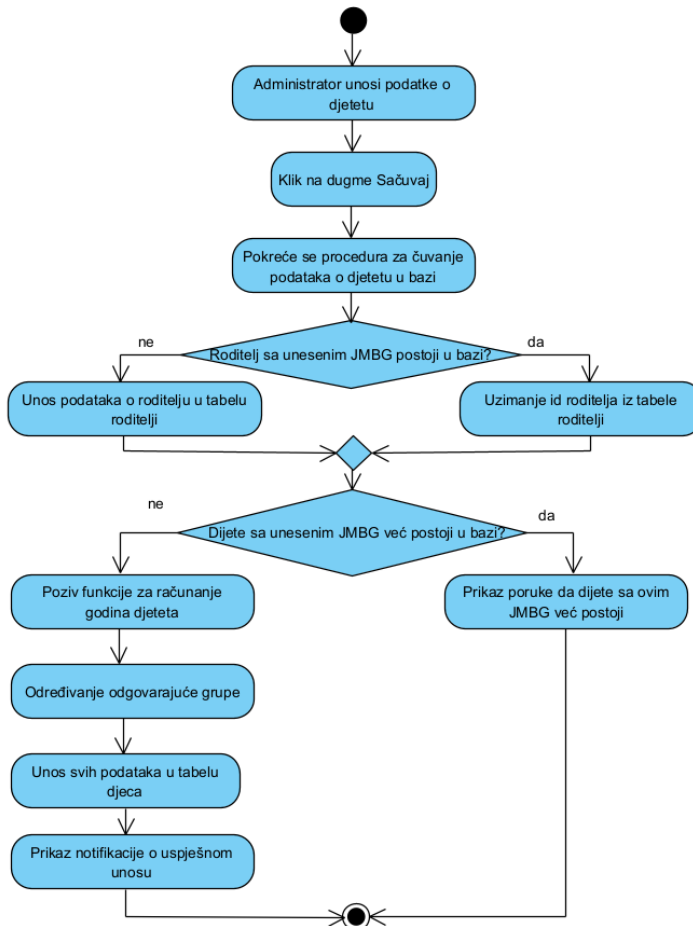 Administrator unosi podatke o
djetetu
Klik na dugme Sačuvaj
Pokreće se procedura za čuvanje
podataka o djetetu u bazi
ne
Roditelj sa unesenim JMBG postoji u bazi?
da
Unos podataka o roditelju u tabelu
roditelji
Uzimanje id roditelja iz tabele
roditelji
ne
Dijete sa unesenim JMBG već postoji u bazi?
da
Poziv funkcije za računanje
godina djeteta
Prikaz poruke da dijete sa ovim
JMBG već postoji
Određivanje odgovarajuće grupe
Unos svih podataka u tabelu
djeca
Prikaz notifikacije o uspješnom
unosu